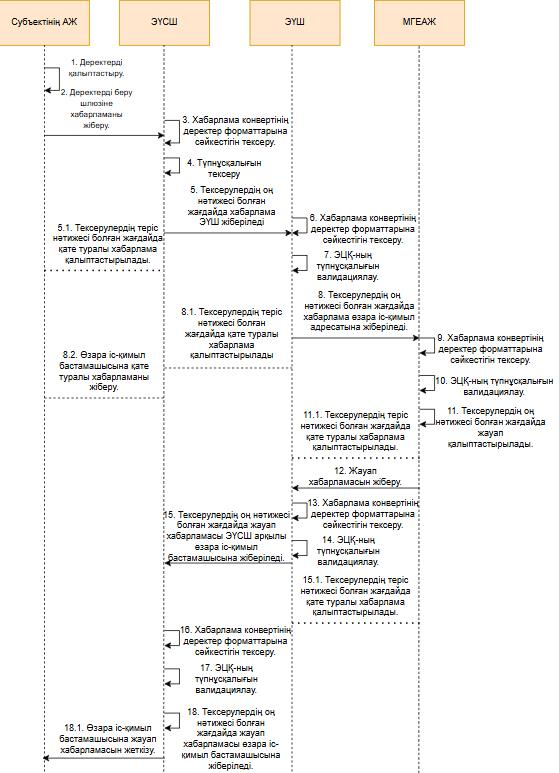 Субъектінің АЖ
ЭҮСШ
ЭҮШ
МГЕАЖ
1. Деректерді
қалыптастыру.
2. Деректерді беру
шлюзіне
хабарламаны
жіберу.
3. Хабарлама конвертінің
деректер форматтарына
сәйкестігін тексеру.
4. Түпнұсқалығын
тексеру
5. Тексерулердің оң
нәтижесі болған
жағдайда хабарлама
ЭҮШ жіберіледі
5.1. Тексерулердің теріс
нәтижесі болған жағдайда
қате туралы хабарлама
қалыптастырылады.
6. Хабарлама конвертінің
деректер форматтарына
сәйкестігін тексеру.
7. ЭЦҚ-ның
түпнұсқалығын
валидациялау.
8. Тексерулердің оң
нәтижесі болған жағдайда
хабарлама өзара іс-қимыл
адресатына жіберіледі.
8.1. Тексерулердің теріс
нәтижесі болған
жағдайда қате туралы
хабарлама
қалыптастырылады
8.2. Өзара іс-қимыл
бастамашысына қате
туралы хабарламаны
жіберу.
9. Хабарлама конвертінің
деректер форматтарына
сәйкестігін тексеру.
10. ЭЦҚ-ның түпнұсқалығын
валидациялау.
11. Тексерулердің оң
нәтижесі болған жағдайда
жауап
қалыптастырылады.
11.1. Тексерулердің теріс
нәтижесі болған жағдайда
қате туралы хабарлама
қалыптастырылады.
12. Жауап
хабарламасын жіберу.
13. Хабарлама конвертінің
деректер форматтарына
сәйкестігін тексеру.
14. ЭЦҚ-ның
түпнұсқалығын
валидациялау.
15. Тексерулердің оң нәтижесі
болған жағдайда жауап
хабарламасы ЭҮСШ арқылы
өзара іс-қимыл
бастамашысына жіберіледі.
15.1. Тексерулердің теріс
нәтижесі болған жағдайда
қате туралы хабарлама
қалыптастырылады.
16. Хабарлама конвертінің
деректер форматтарына
сәйкестігін тексеру.
17. ЭЦҚ-ның
түпнұсқалығын
валидациялау.
18. Тексерулердің оң
нәтижесі болған
жағдайда жауап
хабарламасы өзара іс-
қимыл бастамашысына
жіберіледі.
18.1. Өзара іс-қимыл
бастамашысына жауап
хабарламасын жеткізу.